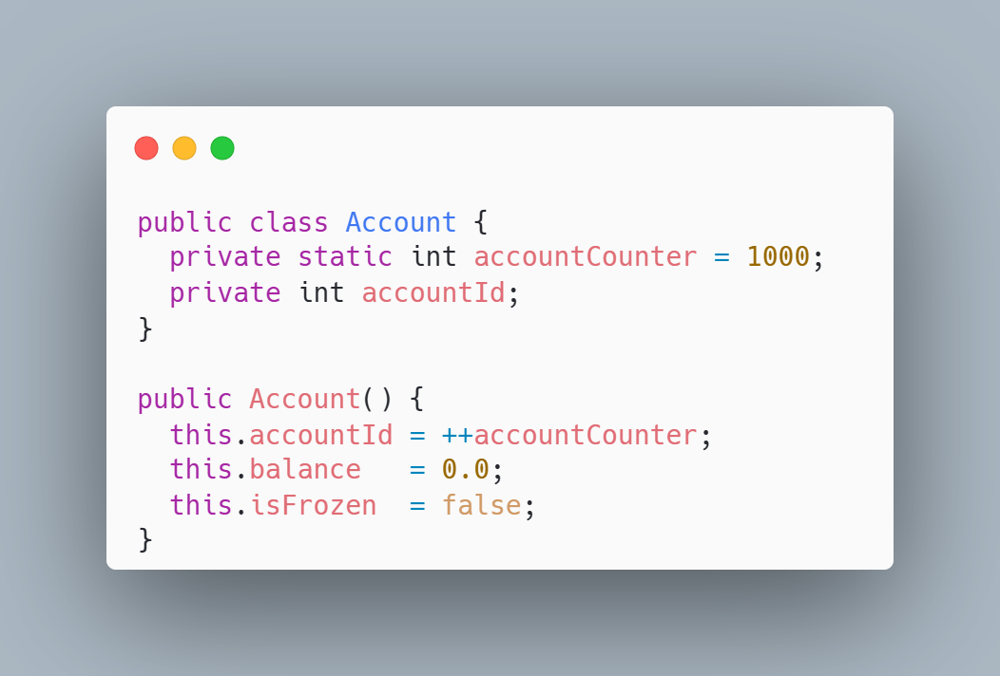 public class Account {
  private static int accountCounter = 1000;
  private int accountId;
}

public Account() {
  this.accountId = ++accountCounter;
  this.balance   = 0.0;
  this.isFrozen  = false;
}